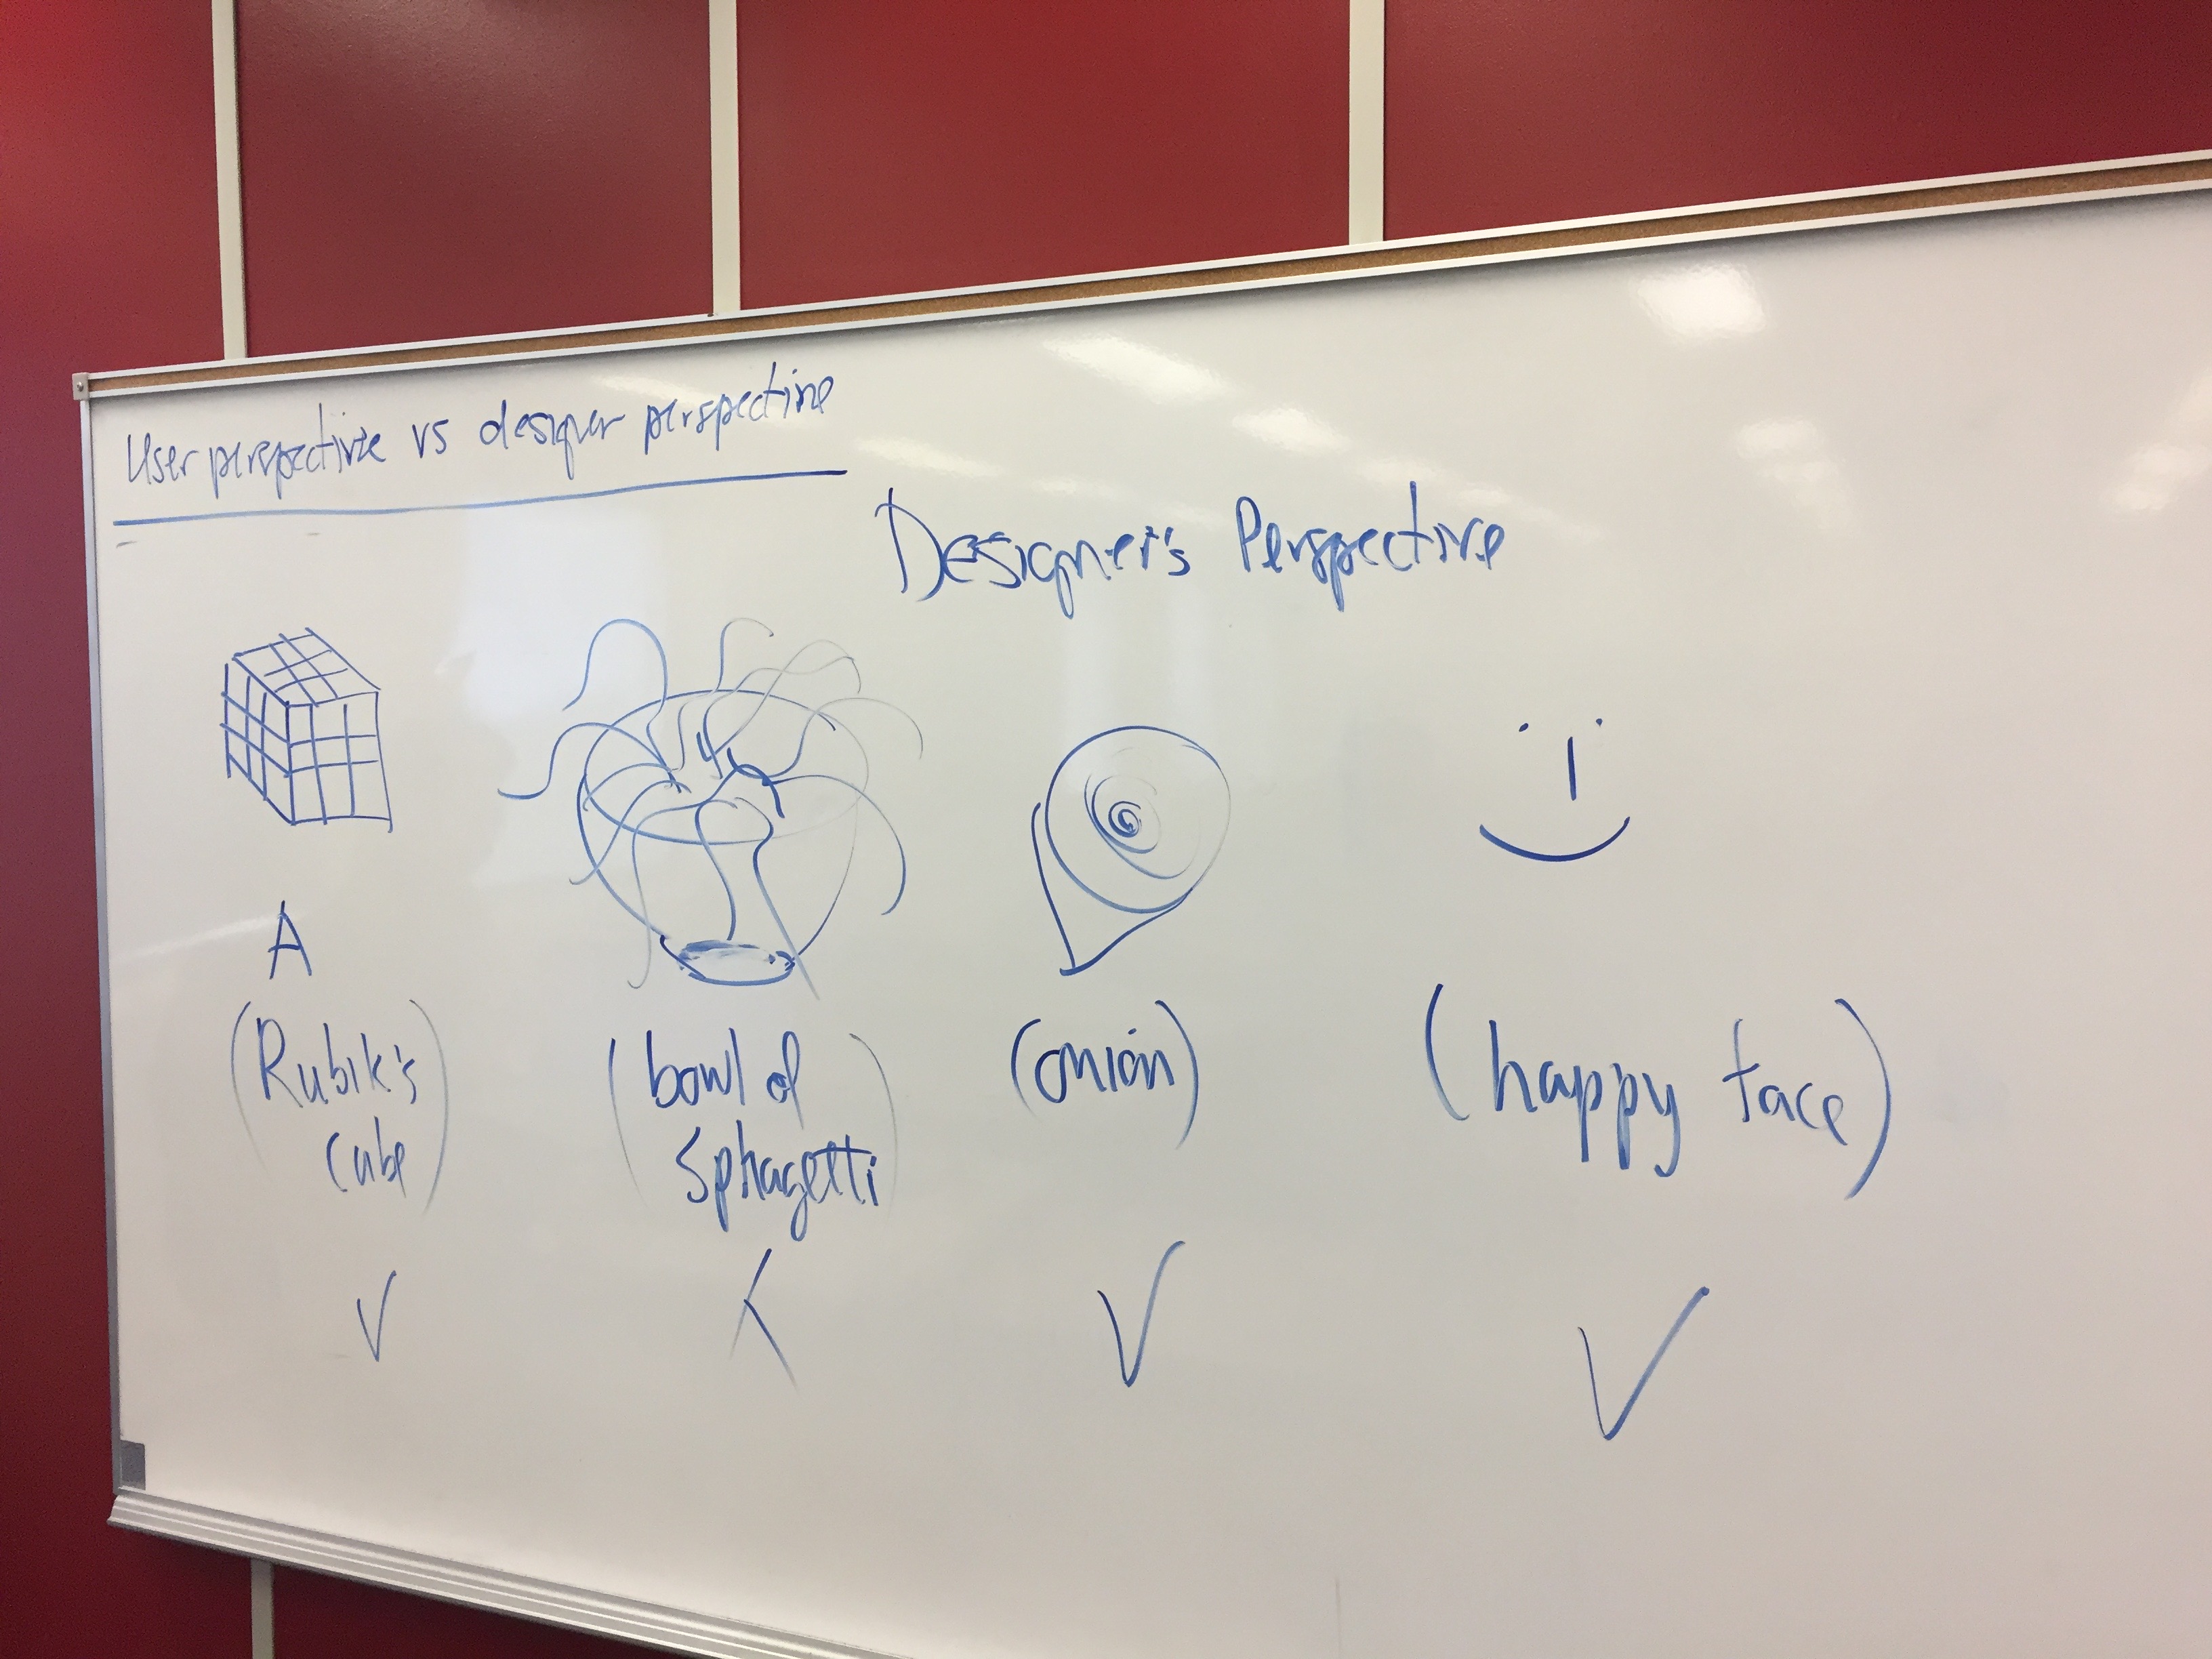 User perspective vs designer perspective
Designer's Perspective
A
(Rubik's
cube)
(bowl of
Sphagetti)
(onion)
(happy face)